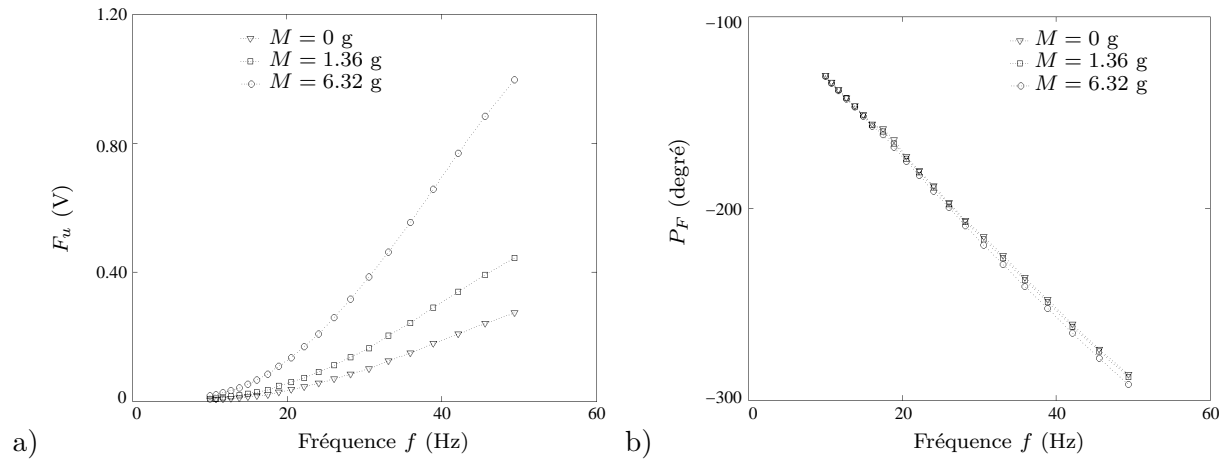 1.20
0.80
0.40
0
F_u (V)
M = 0 g
M = 1.36 g
M = 6.32 g
0 20 40 60
Fréquence f (Hz)
a)
−100
−200
−300
P_F (degré)
M = 0 g
M = 1.36 g
M = 6.32 g
0 20 40 60
Fréquence f (Hz)
b)